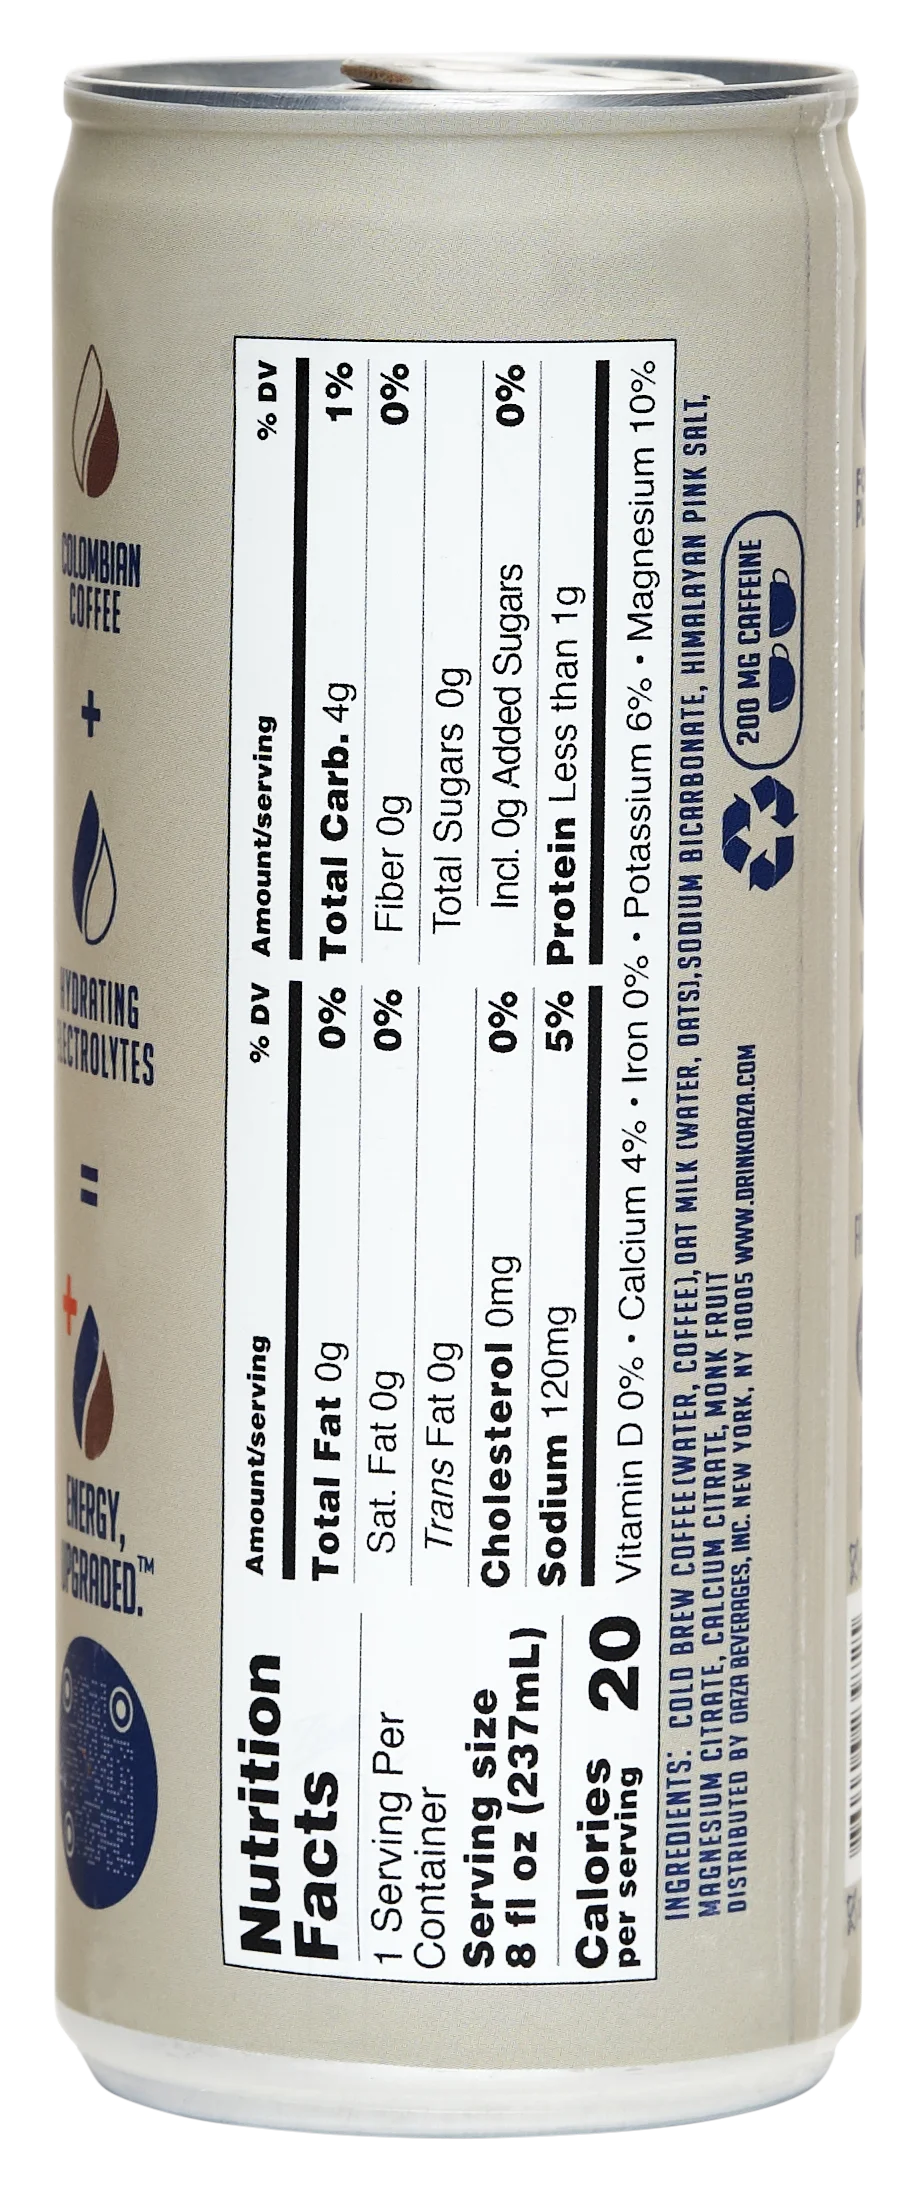 COLOMBIAN
COFFEE
+
HYDRATING
ELECTROLYTES
=
ENERGY,
UPGRADED.™
Nutrition
Facts
1 Serving Per
Container
Serving size
8 fl oz (237mL)
Calories 20
per serving
Amount/serving % DV
Total Fat 0g 0%
Sat. Fat 0g 0%
Trans Fat 0g
Cholesterol 0mg 0%
Sodium 120mg 5%
Amount/serving % DV
Total Carb. 4g 1%
Fiber 0g 0%
Total Sugars 0g
Incl. 0g Added Sugars 0%
Protein Less than 1g
Vitamin D 0% • Calcium 4% • Iron 0% • Potassium 6% • Magnesium 10%
INGREDIENTS: COLD BREW COFFEE (WATER, COFFEE), OAT MILK (WATER, OATS), SODIUM BICARBONATE, HIMALAYAN PINK SALT,
MAGNESIUM CITRATE, CALCIUM CITRATE, MONK FRUIT
DISTRIBUTED BY OAZA BEVERAGES, INC. NEW YORK, NY 10005 WWW.DRINKOAZA.COM
200 MG CAFFEINE